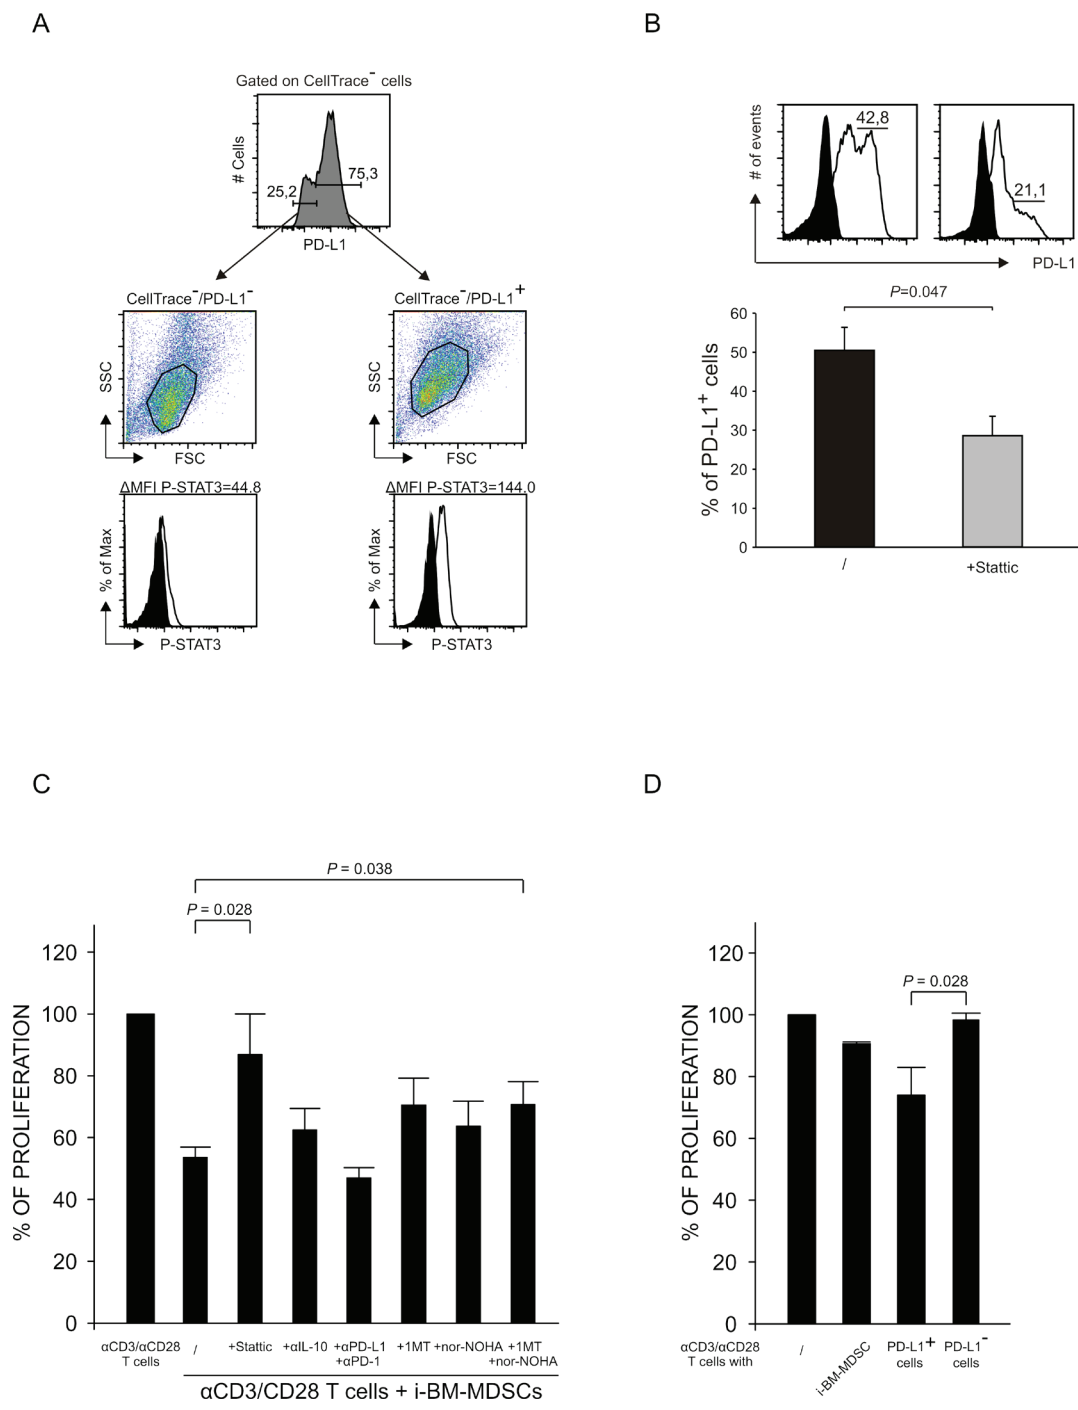 A
Gated on CellTrace⁻ cells
# Cells
25,2
75,3
PD-L1
CellTrace⁻/PD-L1⁻
CellTrace⁻/PD-L1⁺
SSC
FSC
SSC
FSC
ΔMFI P-STAT3=44.8
ΔMFI P-STAT3=144.0
% of Max
P-STAT3
% of Max
P-STAT3
B
# of events
42,8
21,1
PD-L1
P=0.047
% of PD-L1⁺ cells
60
50
40
30
20
10
0
/
+Stattic
C
P = 0.038
P = 0.028
% OF PROLIFERATION
120
100
80
60
40
20
0
αCD3/αCD28
T cells
/
+Stattic
+αIL-10
+αPD-L1
+αPD-1
+1MT
+nor-NOHA
+1MT
+nor-NOHA
αCD3/CD28 T cells + i-BM-MDSCs
D
P = 0.028
% OF PROLIFERATION
120
100
80
60
40
20
0
αCD3/αCD28
T cells with
/
i-BM-MDSC
PD-L1⁺
cells
PD-L1⁻
cells